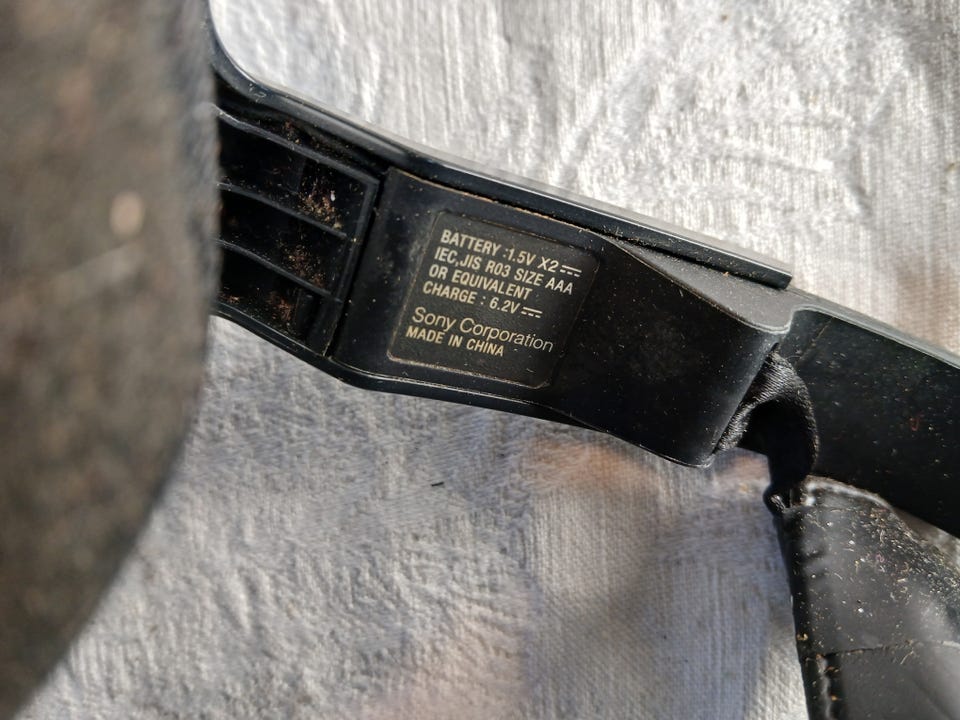 BATTERY :1.5V X2⎓
IEC,JIS R03 SIZE AAA
OR EQUIVALENT
CHARGE : 6.2V⎓
Sony Corporation
MADE IN CHINA